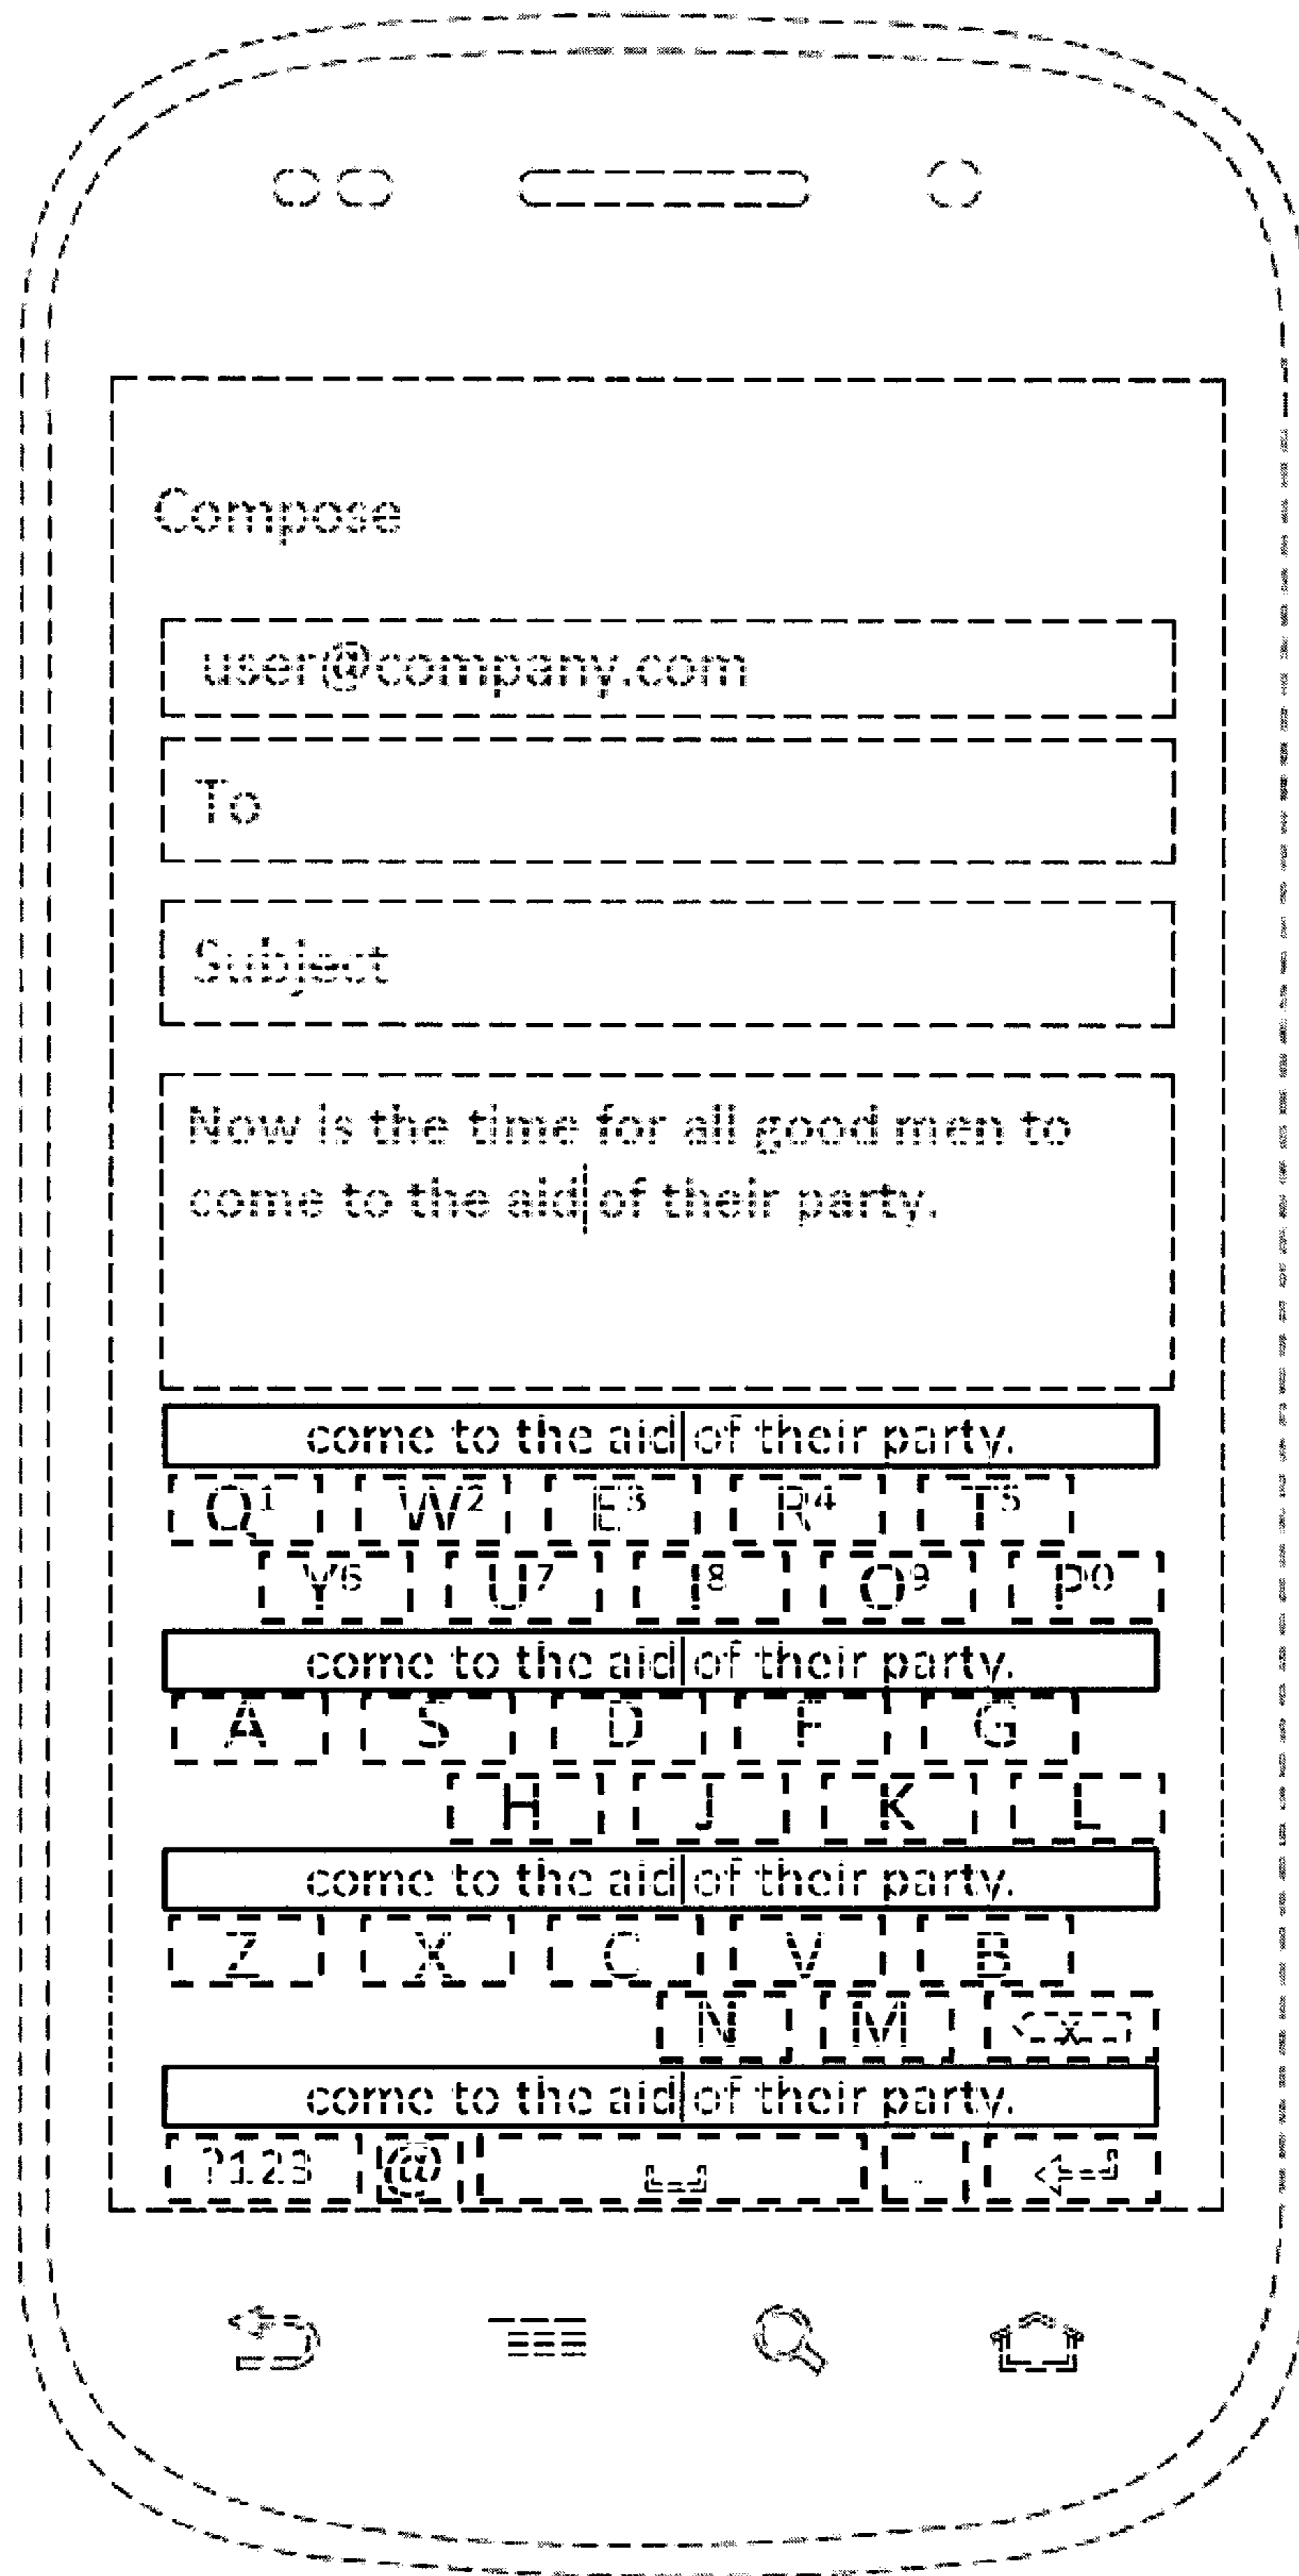 Compose
user@company.com
To
Subject
Now is the time for all good men to
come to the aid of their party.
come to the aid of their party.
Q1 W2 E3 R4 T5
Y6 U7 I8 O9 P0
come to the aid of their party.
A S D F G
H J K L
come to the aid of their party.
Z X C V B
N M x
come to the aid of their party.
?123 @ .